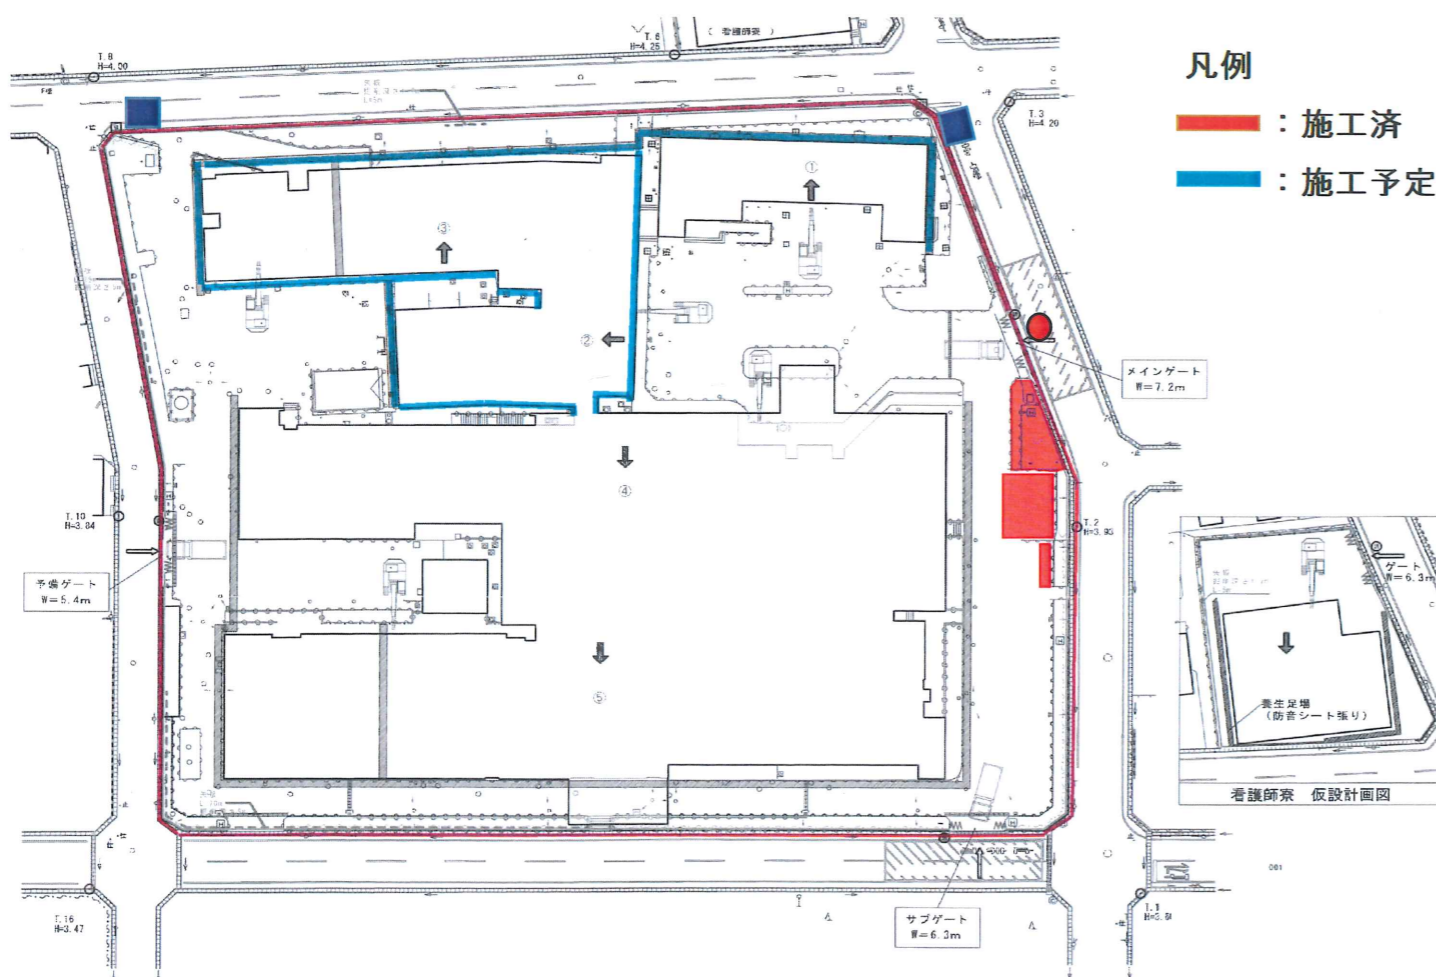 (看護師寮)
T.6
H=4.25
T.8
H=4.00
凡例
:施工済
:施工予定
T.3
H=4.20
①
③
②
メインゲート
W=7.2m
④
T.10
H=3.84
T.2
H=3.95
予備ゲート
W=5.4m
ゲート
W=6.3m
⑤
養生足場
(防音シート張り)
看護師寮 仮設計画図
サブゲート
W=6.3m
T.16
H=3.47
T.1